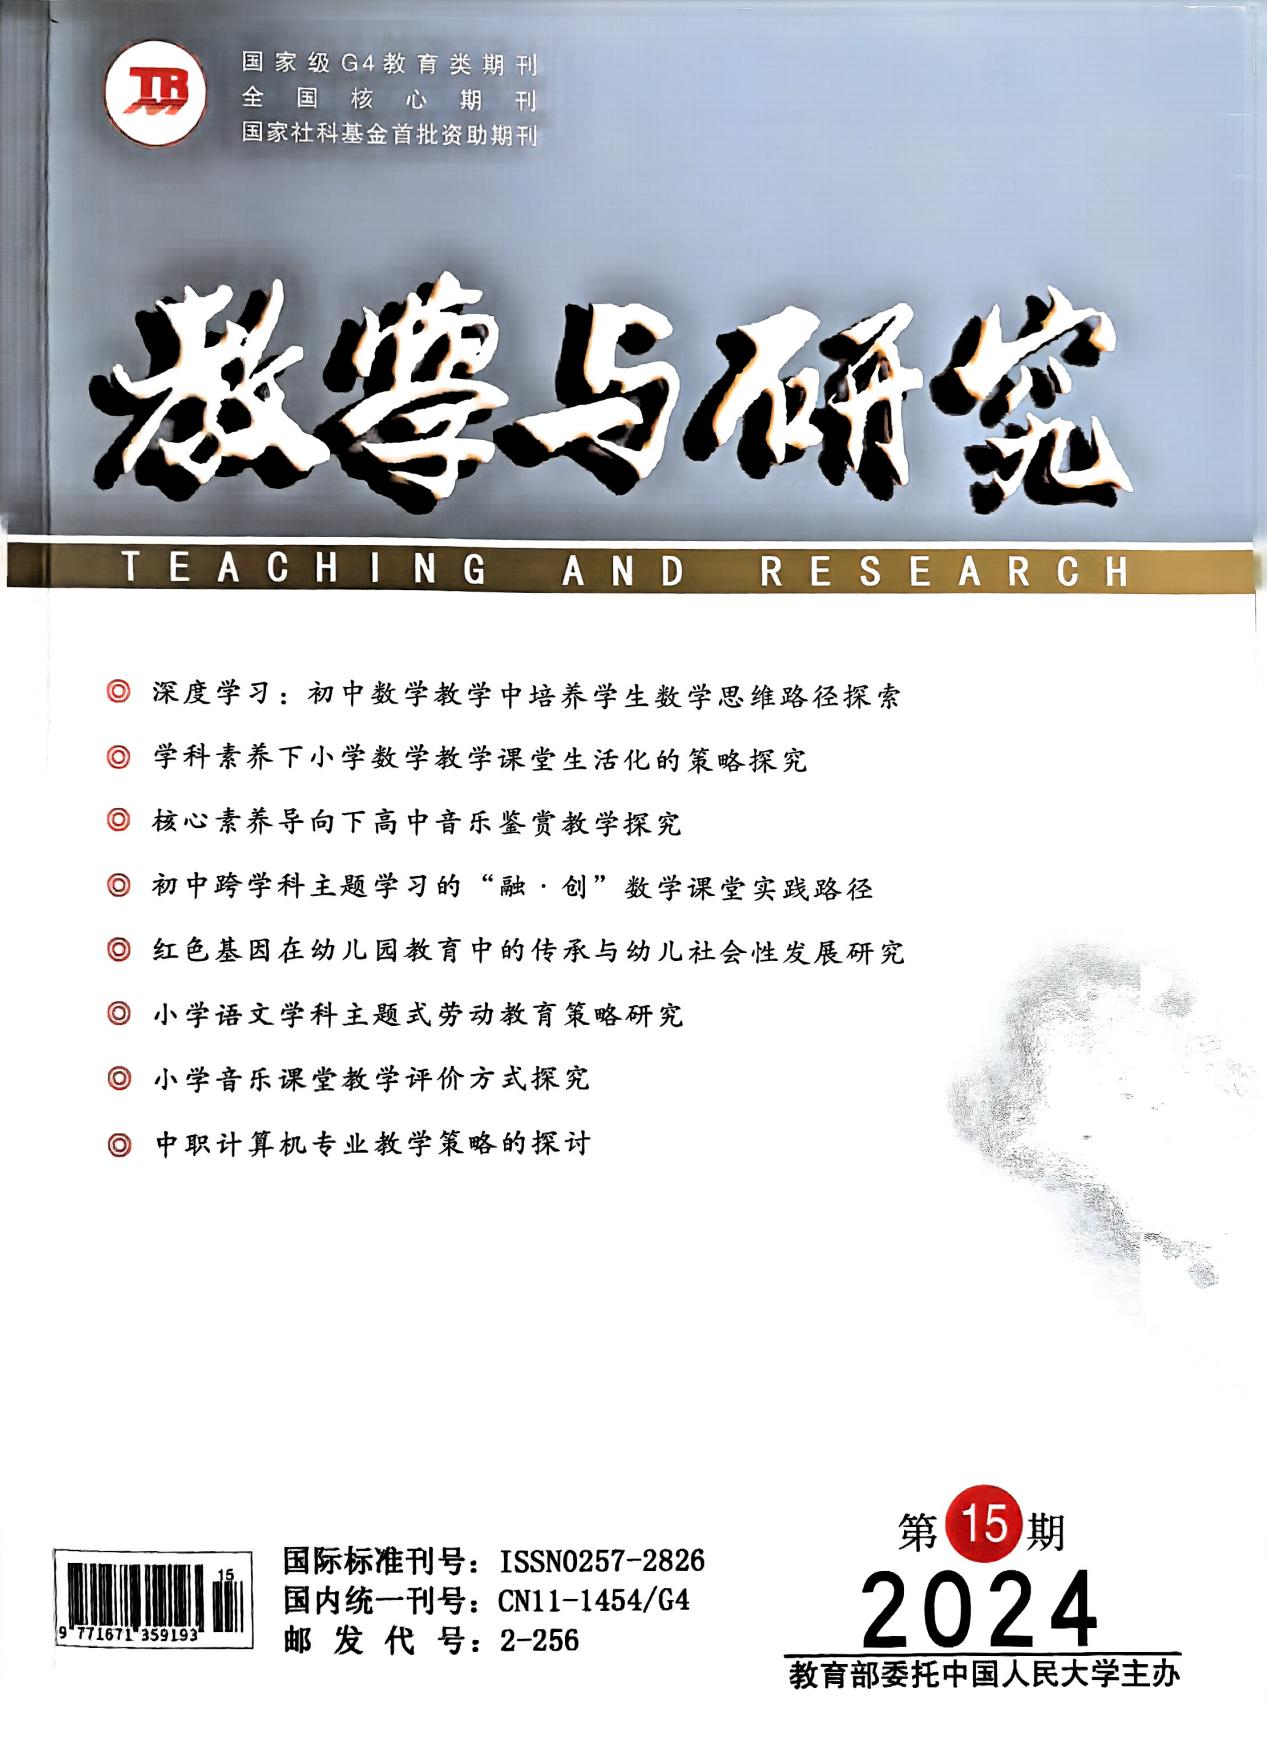 TR
国家级G4教育类期刊
全国核心期刊
国家社科基金首批资助期刊
教学与研究
TEACHING AND RESEARCH
深度学习：初中数学教学中培养学生数学思维路径探索
学科素养下小学数学教学课堂生活化的策略探究
核心素养导向下高中音乐鉴赏教学探究
初中跨学科主题学习的“融·创”数学课堂实践路径
红色基因在幼儿园教育中的传承与幼儿社会性发展研究
小学语文学科主题式劳动教育策略研究
小学音乐课堂教学评价方式探究
中职计算机专业教学策略的探讨
15
9 771671 359193
国际标准刊号：ISSN0257-2826
国内统一刊号：CN11-1454/G4
邮发代号：2-256
第15期
2024
教育部委托中国人民大学主办